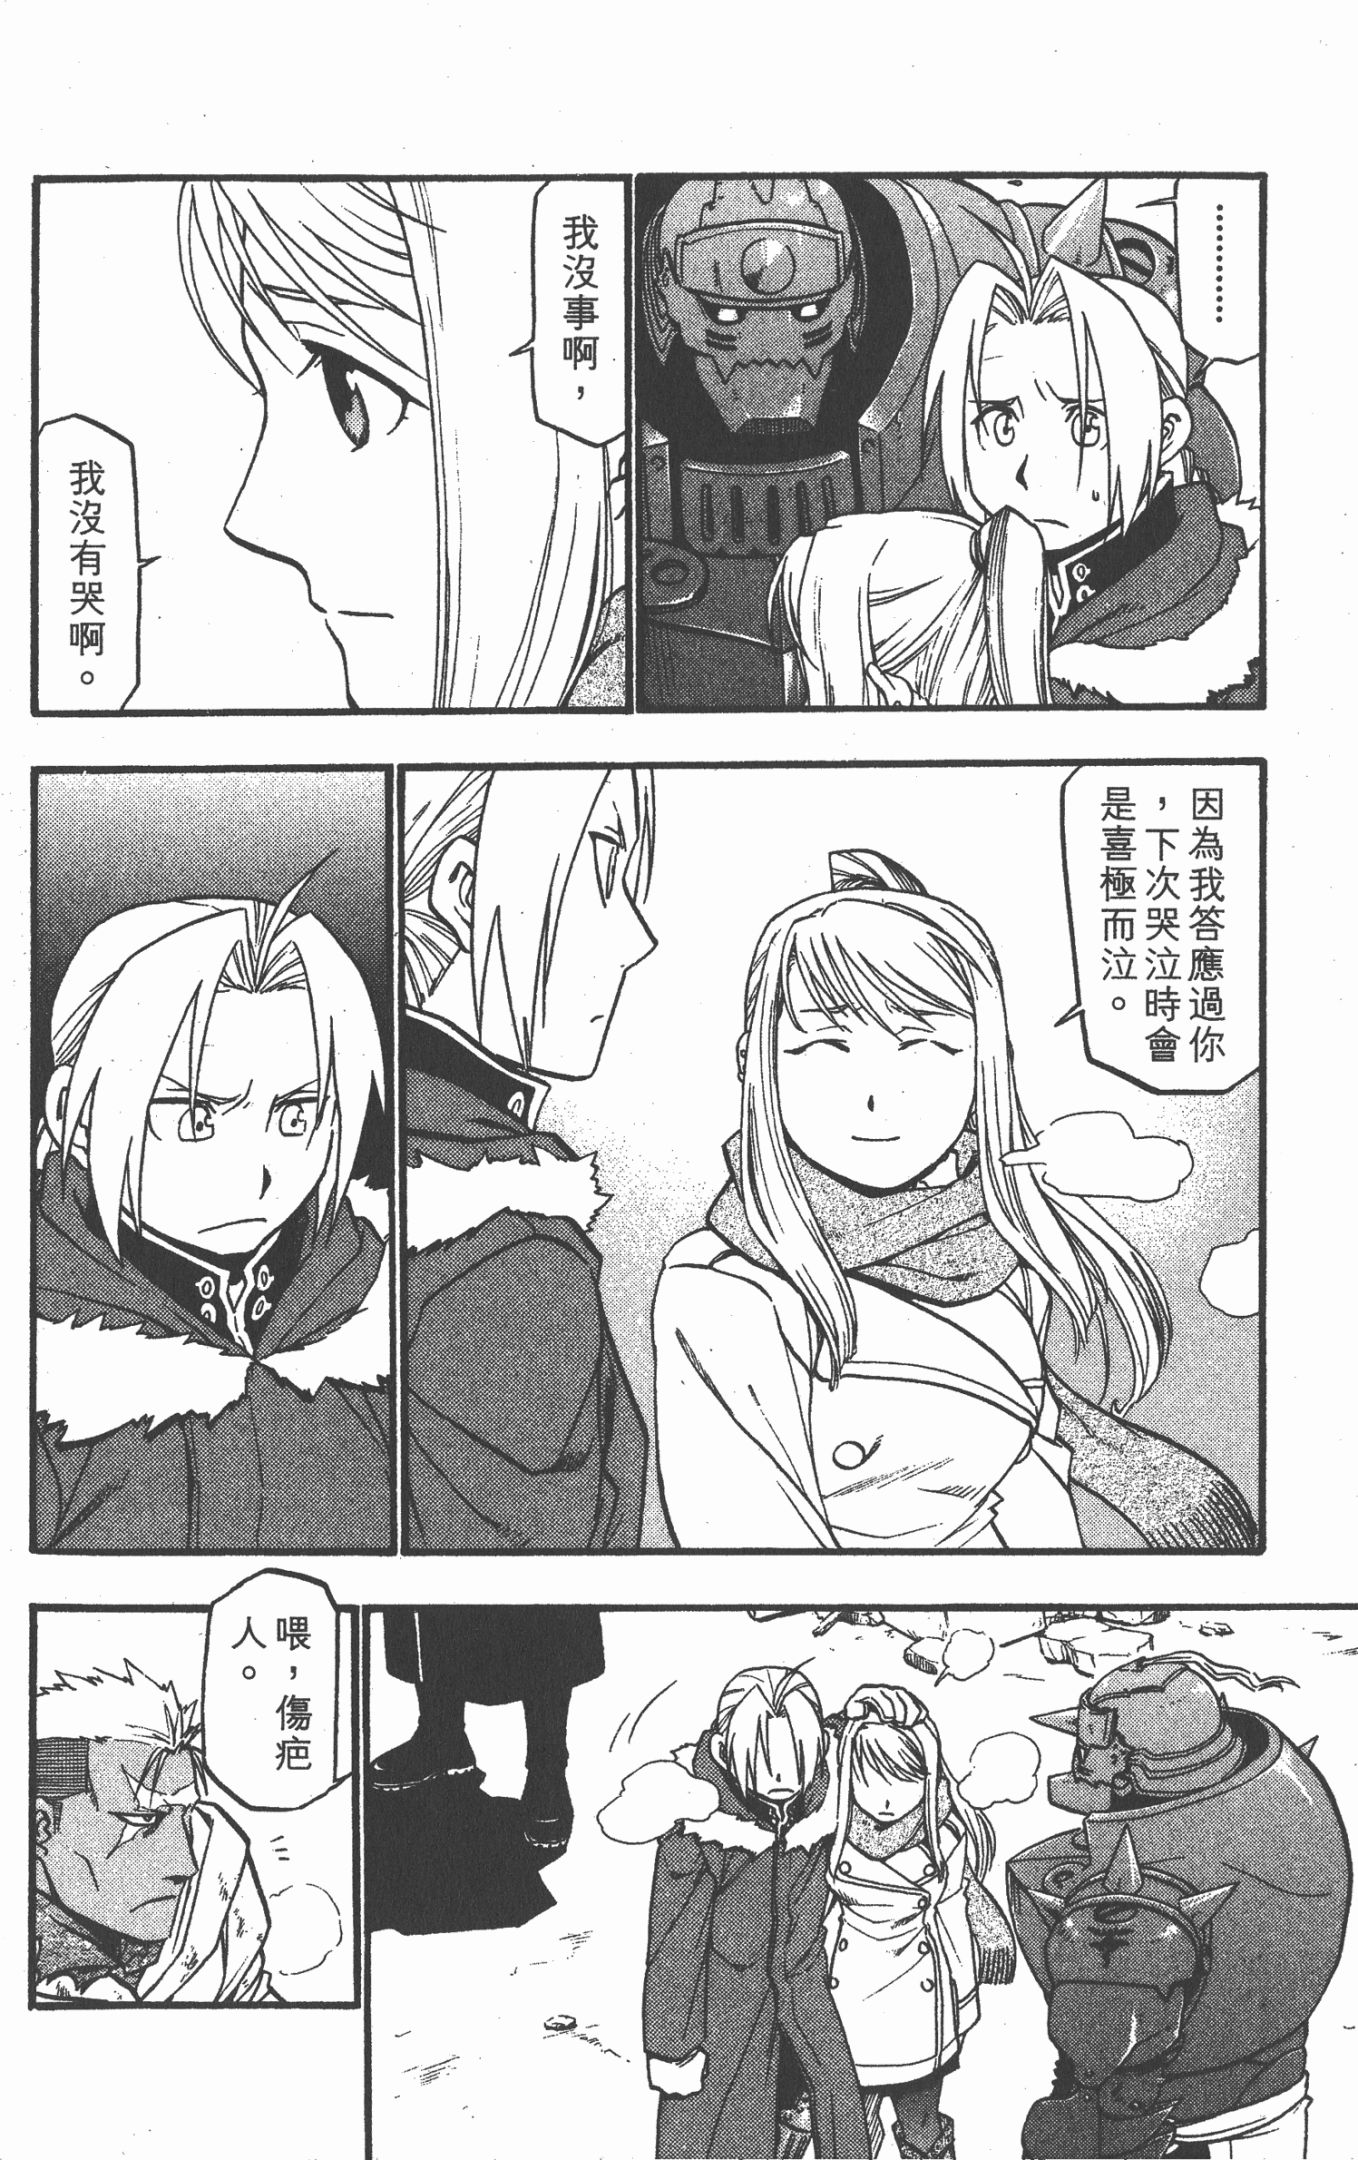 …………
我沒事啊，
我沒有哭啊。
因為我答應過你
，下次哭泣時會
是喜極而泣。
喂，傷疤
人。